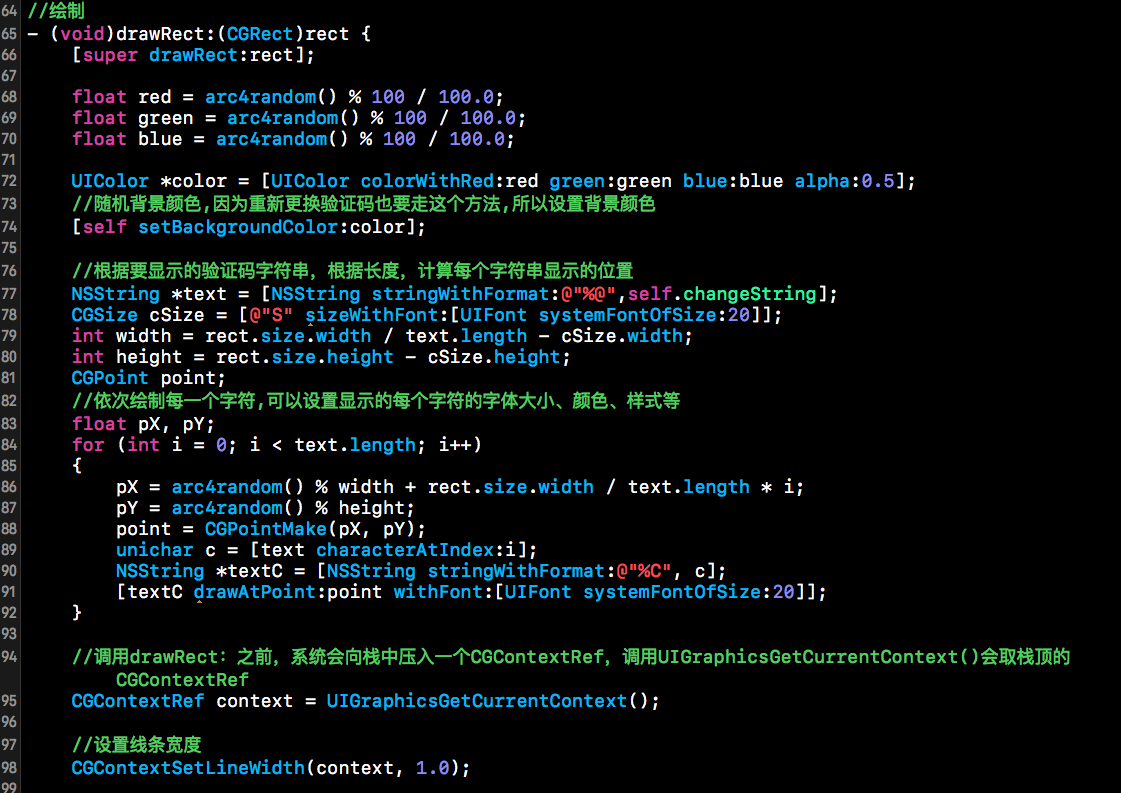 64 //绘制
65 - (void)drawRect:(CGRect)rect {
66     [super drawRect:rect];
67
68     float red = arc4random() % 100 / 100.0;
69     float green = arc4random() % 100 / 100.0;
70     float blue = arc4random() % 100 / 100.0;
71
72     UIColor *color = [UIColor colorWithRed:red green:green blue:blue alpha:0.5];
73     //随机背景颜色,因为重新更换验证码也要走这个方法,所以设置背景颜色
74     [self setBackgroundColor:color];
75
76     //根据要显示的验证码字符串，根据长度，计算每个字符串显示的位置
77     NSString *text = [NSString stringWithFormat:@"%@",self.changeString];
78     CGSize cSize = [@"S" sizeWithFont:[UIFont systemFontOfSize:20]];
79     int width = rect.size.width / text.length - cSize.width;
80     int height = rect.size.height - cSize.height;
81     CGPoint point;
82     //依次绘制每一个字符,可以设置显示的每个字符的字体大小、颜色、样式等
83     float pX, pY;
84     for (int i = 0; i < text.length; i++)
85     {
86         pX = arc4random() % width + rect.size.width / text.length * i;
87         pY = arc4random() % height;
88         point = CGPointMake(pX, pY);
89         unichar c = [text characterAtIndex:i];
90         NSString *textC = [NSString stringWithFormat:@"%C", c];
91         [textC drawAtPoint:point withFont:[UIFont systemFontOfSize:20]];
92     }
93
94     //调用drawRect：之前，系统会向栈中压入一个CGContextRef，调用UIGraphicsGetCurrentContext()会取栈顶的
        CGContextRef
95     CGContextRef context = UIGraphicsGetCurrentContext();
96
97     //设置线条宽度
98     CGContextSetLineWidth(context, 1.0);
99